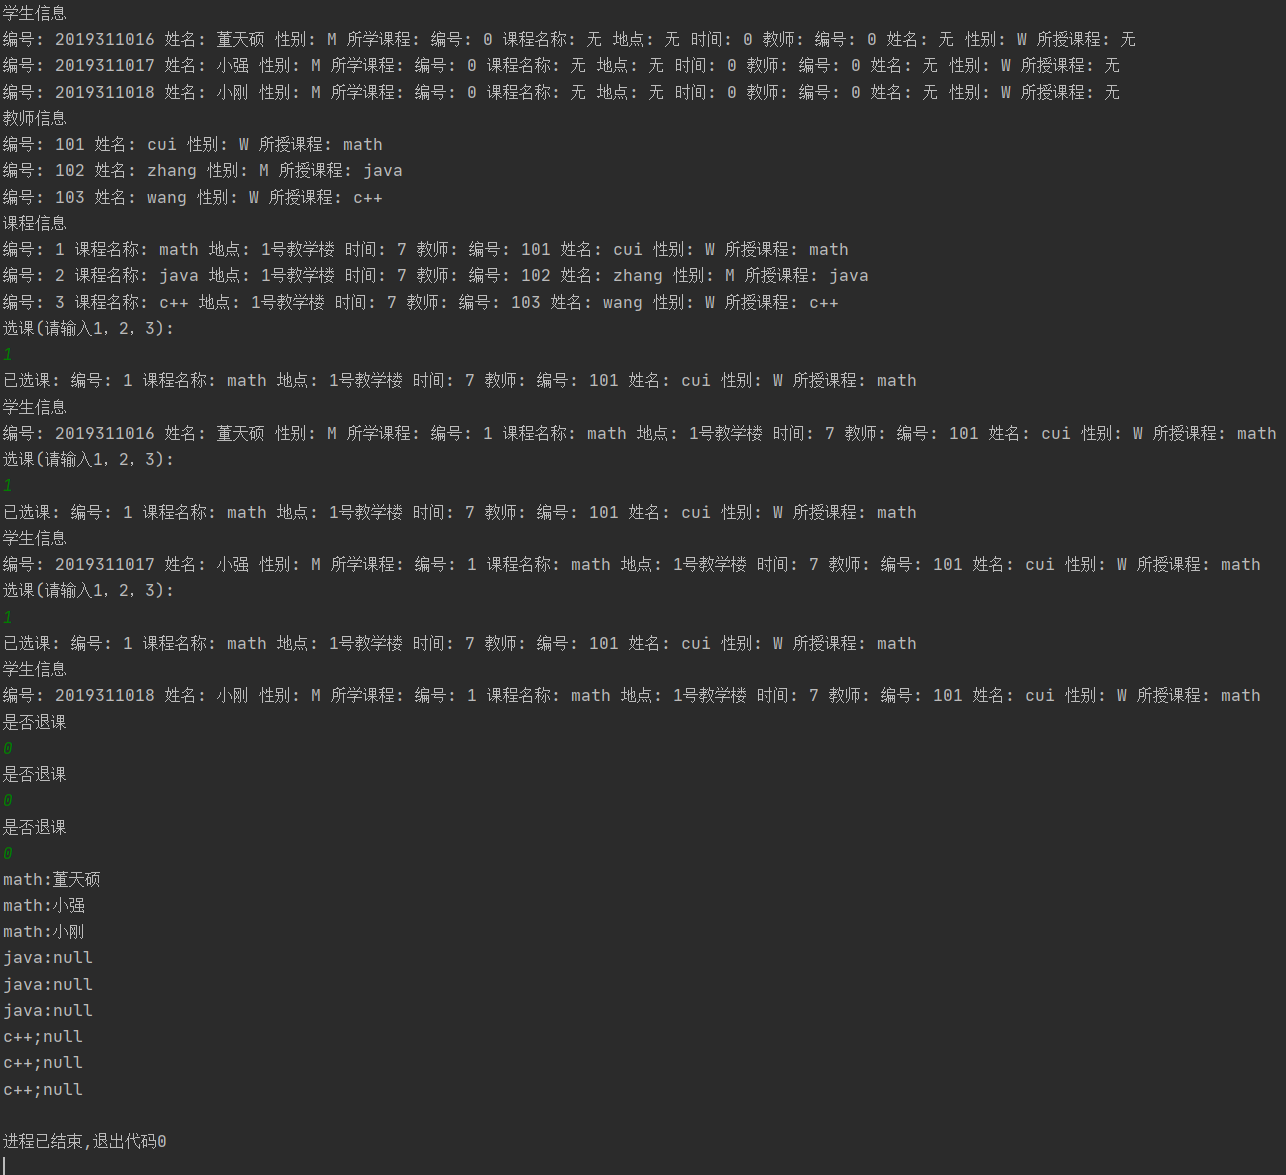 学生信息
编号: 2019311016 姓名: 董天硕 性别: M 所学课程: 编号: 0 课程名称: 无 地点: 无 时间: 0 教师: 编号: 0 姓名: 无 性别: W 所授课程: 无
编号: 2019311017 姓名: 小强 性别: M 所学课程: 编号: 0 课程名称: 无 地点: 无 时间: 0 教师: 编号: 0 姓名: 无 性别: W 所授课程: 无
编号: 2019311018 姓名: 小刚 性别: M 所学课程: 编号: 0 课程名称: 无 地点: 无 时间: 0 教师: 编号: 0 姓名: 无 性别: W 所授课程: 无
教师信息
编号: 101 姓名: cui 性别: W 所授课程: math
编号: 102 姓名: zhang 性别: M 所授课程: java
编号: 103 姓名: wang 性别: W 所授课程: c++
课程信息
编号: 1 课程名称: math 地点: 1号教学楼 时间: 7 教师: 编号: 101 姓名: cui 性别: W 所授课程: math
编号: 2 课程名称: java 地点: 1号教学楼 时间: 7 教师: 编号: 102 姓名: zhang 性别: M 所授课程: java
编号: 3 课程名称: c++ 地点: 1号教学楼 时间: 7 教师: 编号: 103 姓名: wang 性别: W 所授课程: c++
选课(请输入1, 2, 3):
1
已选课: 编号: 1 课程名称: math 地点: 1号教学楼 时间: 7 教师: 编号: 101 姓名: cui 性别: W 所授课程: math
学生信息
编号: 2019311016 姓名: 董天硕 性别: M 所学课程: 编号: 1 课程名称: math 地点: 1号教学楼 时间: 7 教师: 编号: 101 姓名: cui 性别: W 所授课程: math
选课(请输入1, 2, 3):
1
已选课: 编号: 1 课程名称: math 地点: 1号教学楼 时间: 7 教师: 编号: 101 姓名: cui 性别: W 所授课程: math
学生信息
编号: 2019311017 姓名: 小强 性别: M 所学课程: 编号: 1 课程名称: math 地点: 1号教学楼 时间: 7 教师: 编号: 101 姓名: cui 性别: W 所授课程: math
选课(请输入1, 2, 3):
1
已选课: 编号: 1 课程名称: math 地点: 1号教学楼 时间: 7 教师: 编号: 101 姓名: cui 性别: W 所授课程: math
学生信息
编号: 2019311018 姓名: 小刚 性别: M 所学课程: 编号: 1 课程名称: math 地点: 1号教学楼 时间: 7 教师: 编号: 101 姓名: cui 性别: W 所授课程: math
是否退课
0
是否退课
0
是否退课
0
math:董天硕
math:小强
math:小刚
java:null
java:null
java:null
c++;null
c++;null
c++;null
进程已结束,退出代码0